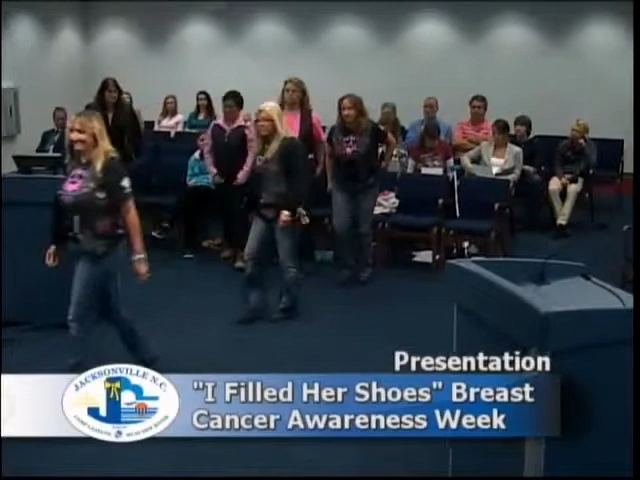 Presentation
JACKSONVILLE N.C.
"I Filled Her Shoes" Breast
Cancer Awareness Week